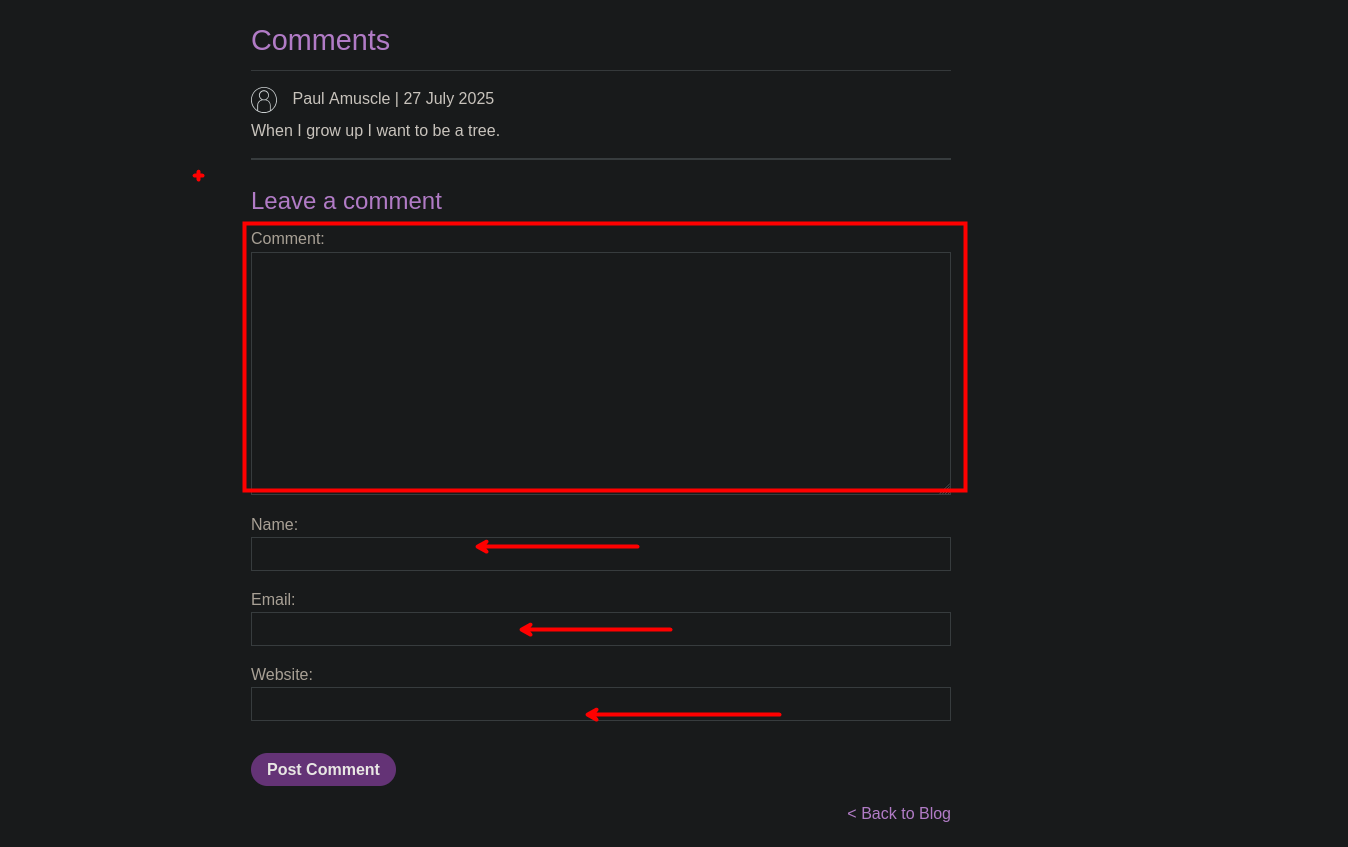 Comments
Paul Amuscle | 27 July 2025
When I grow up I want to be a tree.
Leave a comment
Comment:
Name:
Email:
Website:
Post Comment
< Back to Blog